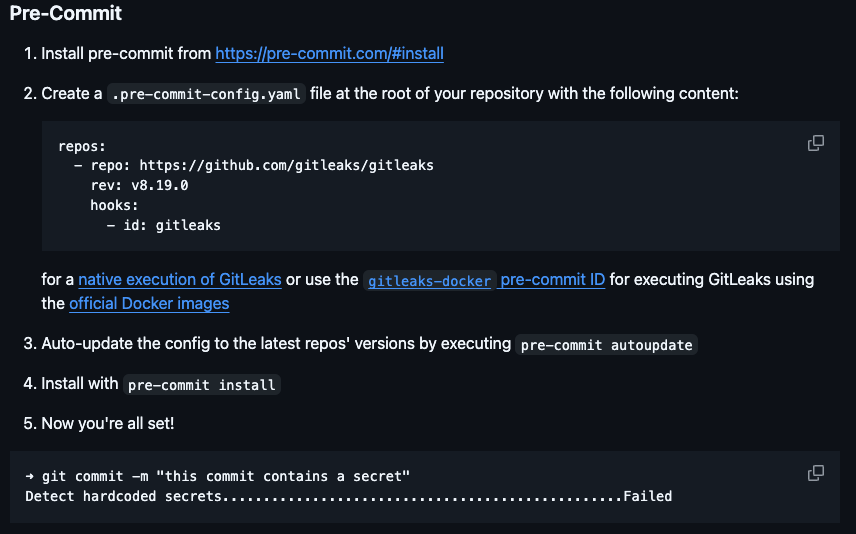 Pre-Commit
1. Install pre-commit from https://pre-commit.com/#install
2. Create a .pre-commit-config.yaml file at the root of your repository with the following content:
repos:
  - repo: https://github.com/gitleaks/gitleaks
    rev: v8.19.0
    hooks:
      - id: gitleaks
for a native execution of GitLeaks or use the gitleaks-docker pre-commit ID for executing GitLeaks using
the official Docker images
3. Auto-update the config to the latest repos' versions by executing pre-commit autoupdate
4. Install with pre-commit install
5. Now you're all set!
➜ git commit -m "this commit contains a secret"
Detect hardcoded secrets.................................................Failed